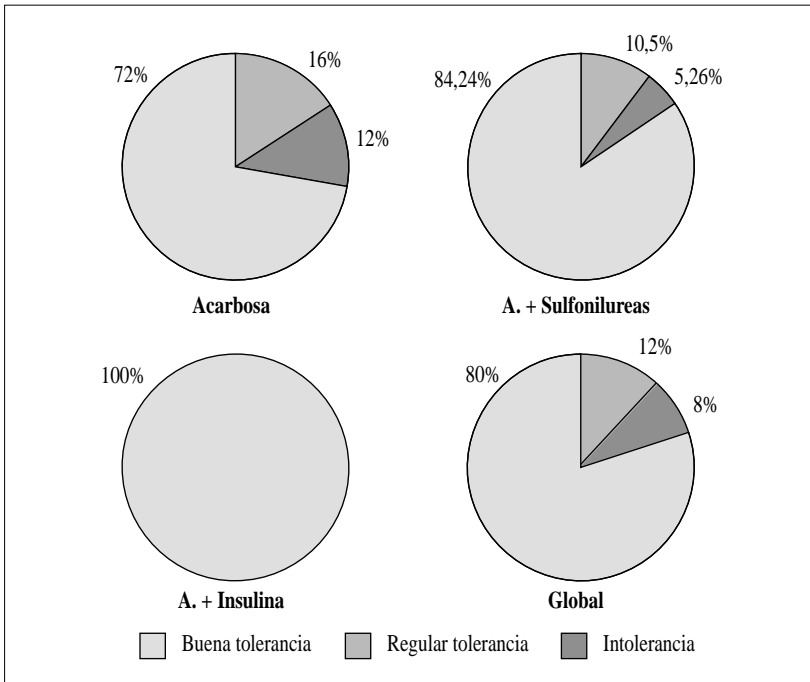 72%
16%
12%
Acarbosa
84,24%
10,5%
5,26%
A. + Sulfonilureas
100%
A. + Insulina
80%
12%
8%
Global
Buena tolerancia
Regular tolerancia
Intolerancia